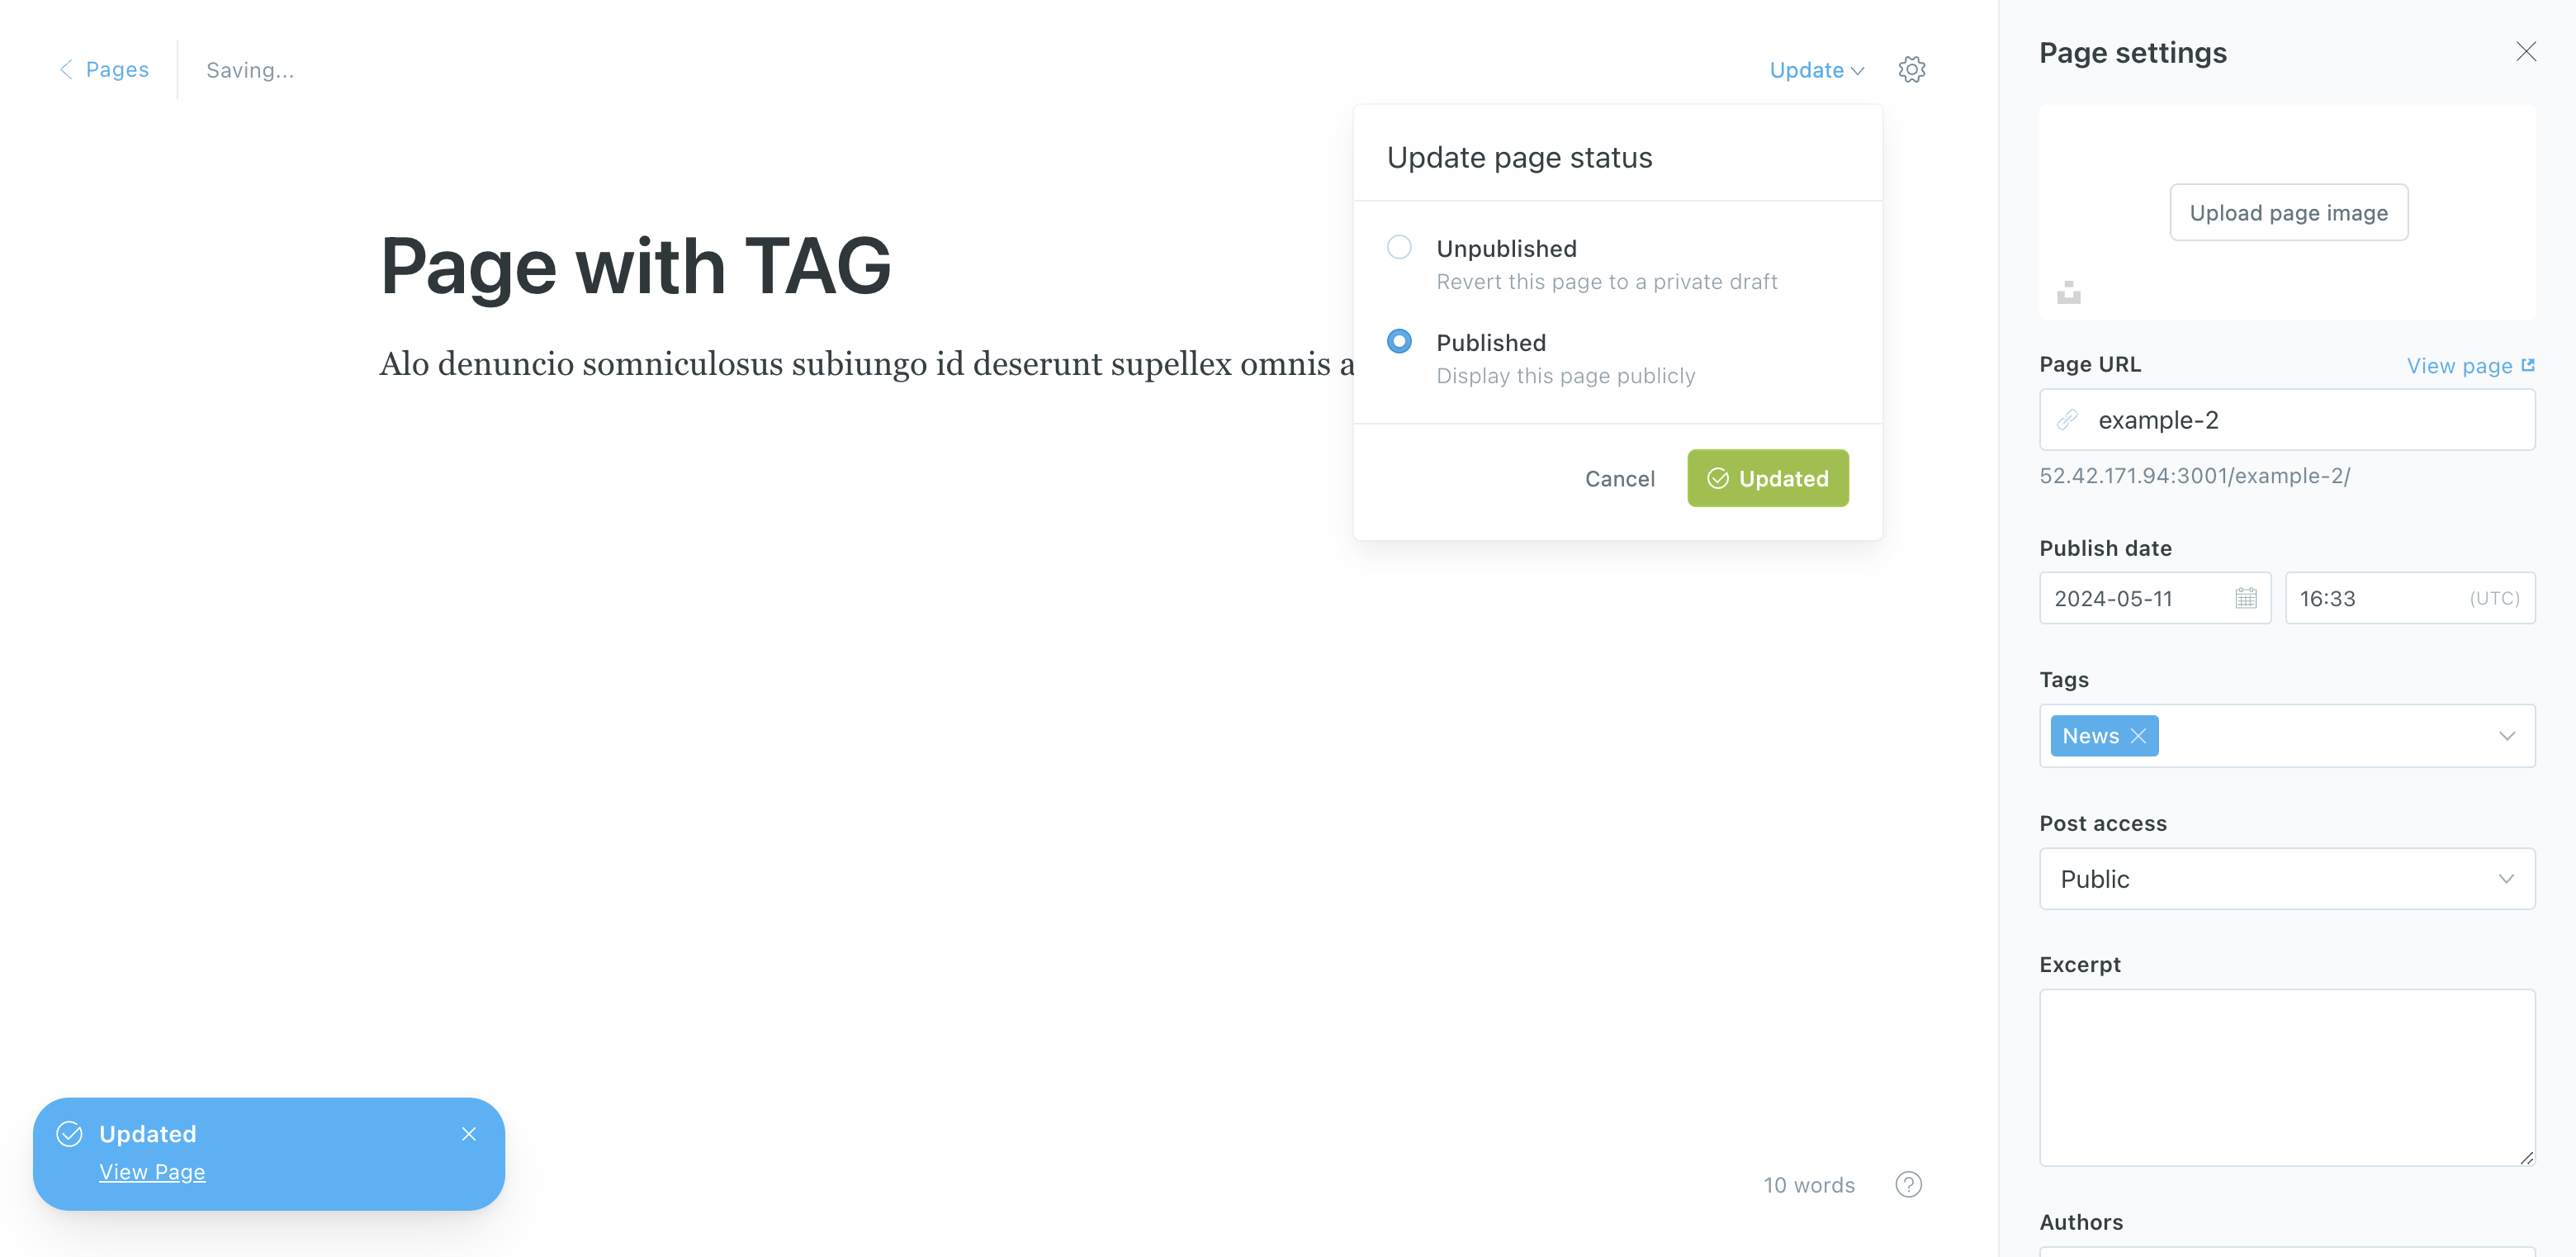 Pages
Saving...
Update
Page with TAG
Alo denuncio somniculosus subiungo id deserunt supellex omnis a
Update page status
Unpublished
Revert this page to a private draft
Published
Display this page publicly
Cancel
Updated
Updated
View Page
10 words
?
Page settings
Upload page image
Page URL
View page
example-2
52.42.171.94:3001/example-2/
Publish date
2024-05-11
16:33
(UTC)
Tags
News
Post access
Public
Excerpt
Authors